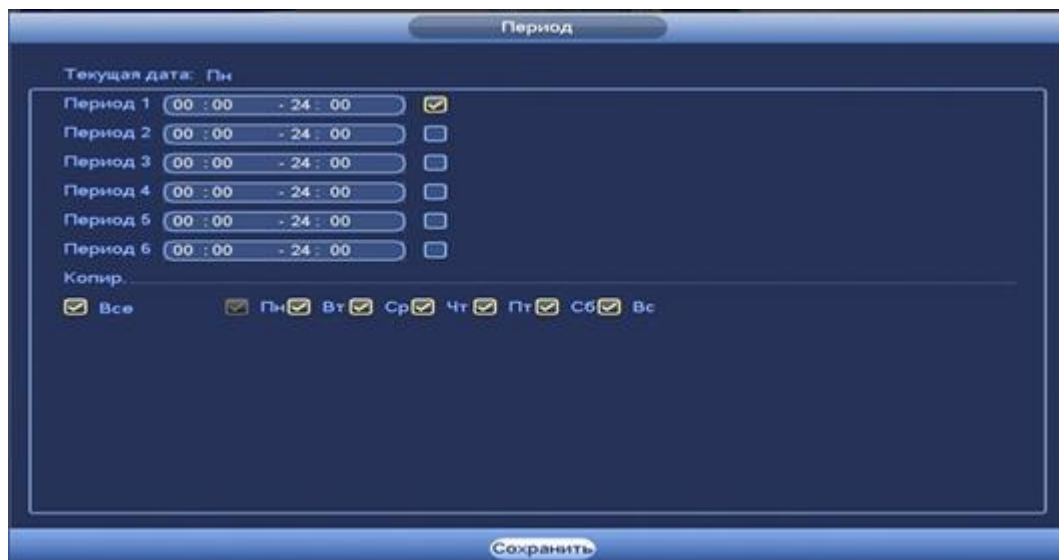 Период
Текущая дата: Пн
Период 1 00 : 00 - 24 : 00
Период 2 00 : 00 - 24 : 00
Период 3 00 : 00 - 24 : 00
Период 4 00 : 00 - 24 : 00
Период 5 00 : 00 - 24 : 00
Период 6 00 : 00 - 24 : 00
Копир.
Все Пн Вт Ср Чт Пт Сб Вс
Сохранить